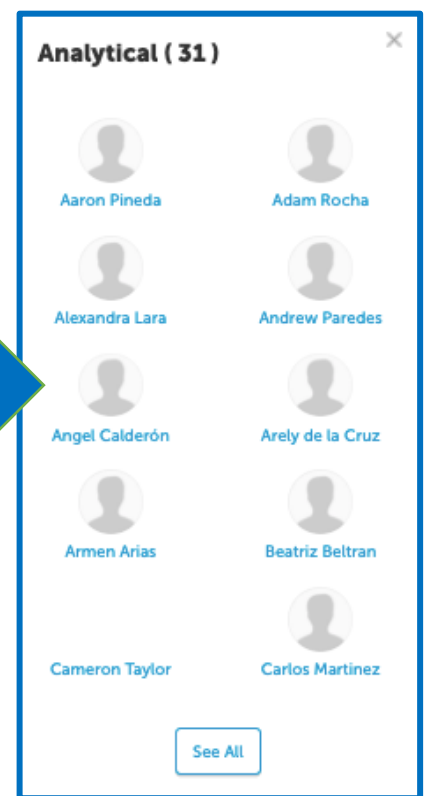 Analytical ( 31 )
Aaron Pineda Adam Rocha
Alexandra Lara Andrew Paredes
Angel Calderón Arely de la Cruz
Armen Arias Beatriz Beltran
Cameron Taylor Carlos Martinez
See All